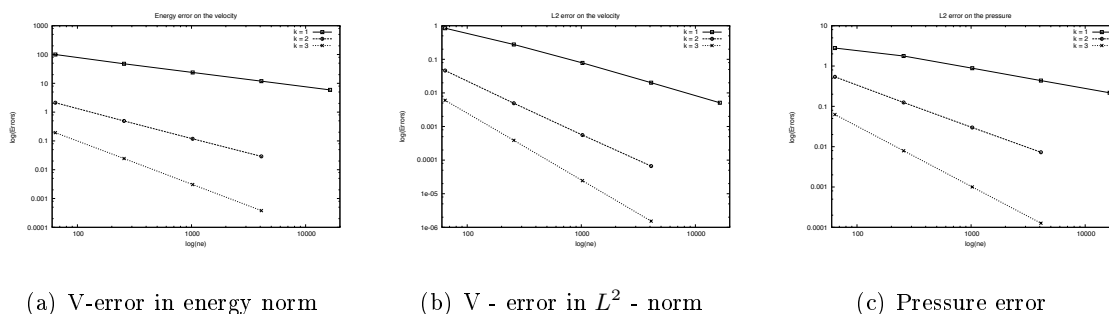 Energy error on the velocity
1000
100
10
1
0.1
0.01
0.001
0.0001
log(Errors)
100
1000
10000
log(ne)
k = 1
k = 2
k = 3
L2 error on the velocity
1
0.1
0.01
0.001
0.0001
1e-05
1e-06
log(Errors)
100
1000
10000
log(ne)
k = 1
k = 2
k = 3
L2 error on the pressure
10
1
0.1
0.01
0.001
0.0001
log(Errors)
100
1000
10000
log(ne)
k = 1
k = 2
k = 3
(a) V-error in energy norm
(b) V - error in L² - norm
(c) Pressure error